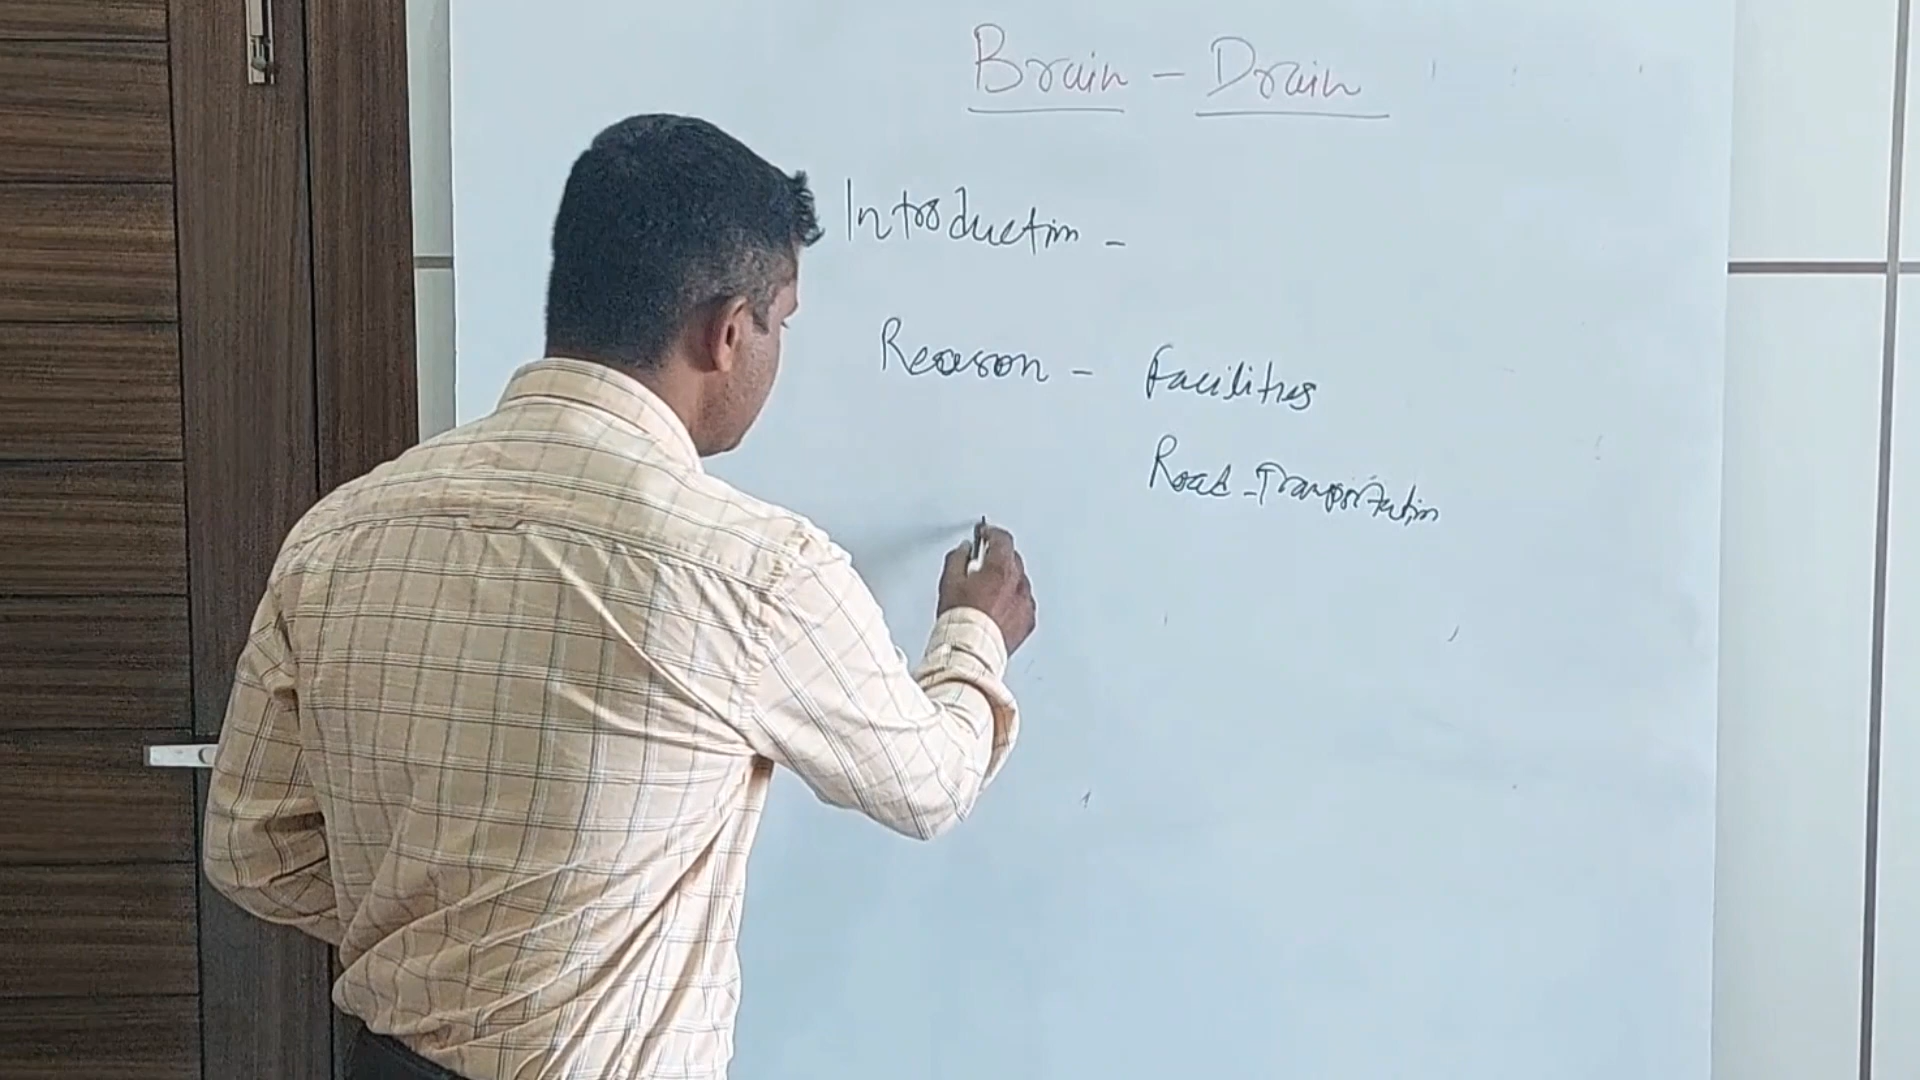 Brain - Drain
Introduction -
Reason - Facilities
Road - Transportation